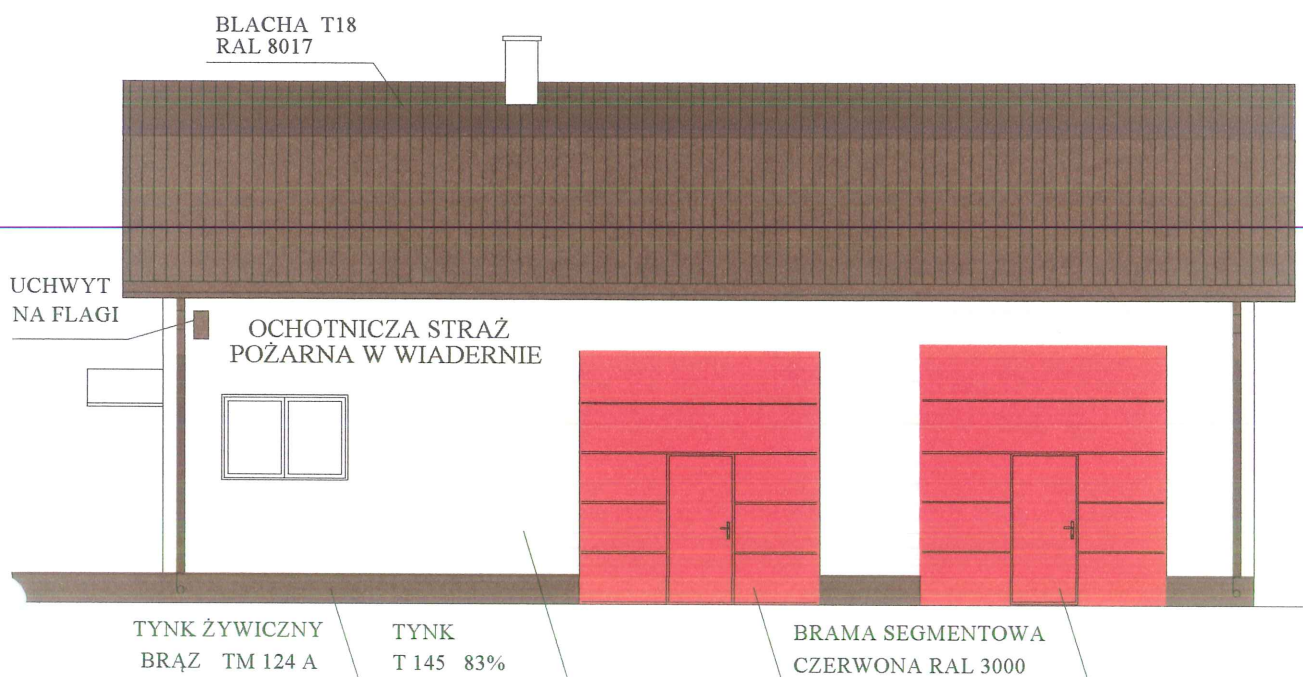 BLACHA T18
RAL 8017
UCHWYT
NA FLAGI
OCHOTNICZA STRAŻ
POŻARNA W WIADERNIE
TYNK ŻYWICZNY
BRĄZ TM 124 A
TYNK
T 145 83%
BRAMA SEGMENTOWA
CZERWONA RAL 3000